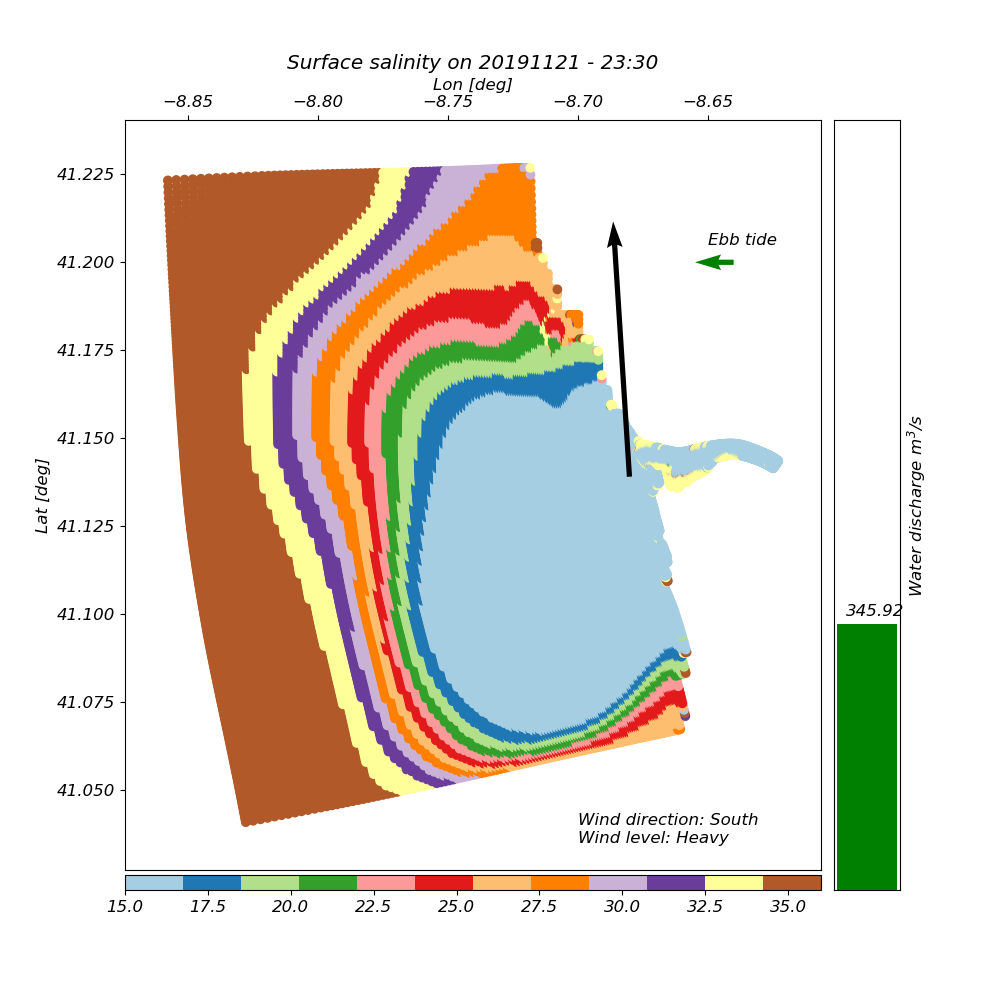 Surface salinity on 20191121 - 23:30
Lon [deg]
−8.85 −8.80 −8.75 −8.70 −8.65
41.225
41.200
41.175
41.150
41.125
41.100
41.075
41.050
Lat [deg]
Ebb tide
Wind direction: South
Wind level: Heavy
345.92
Water discharge m³/s
15.0 17.5 20.0 22.5 25.0 27.5 30.0 32.5 35.0